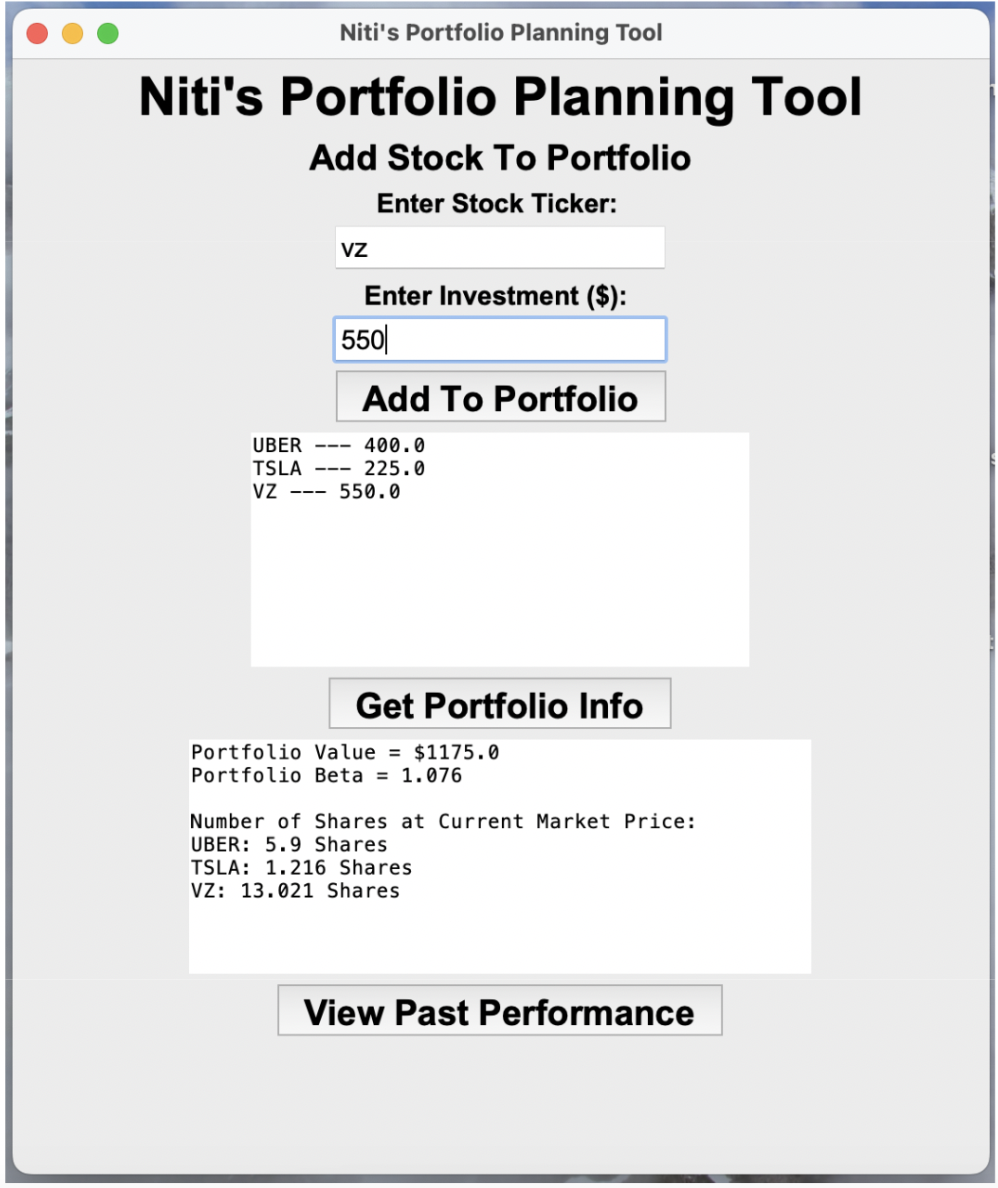 Niti's Portfolio Planning Tool
Niti's Portfolio Planning Tool
Add Stock To Portfolio
Enter Stock Ticker:
vz
Enter Investment ($):
550
Add To Portfolio
UBER --- 400.0
TSLA --- 225.0
VZ --- 550.0
Get Portfolio Info
Portfolio Value = $1175.0
Portfolio Beta = 1.076
Number of Shares at Current Market Price:
UBER: 5.9 Shares
TSLA: 1.216 Shares
VZ: 13.021 Shares
View Past Performance